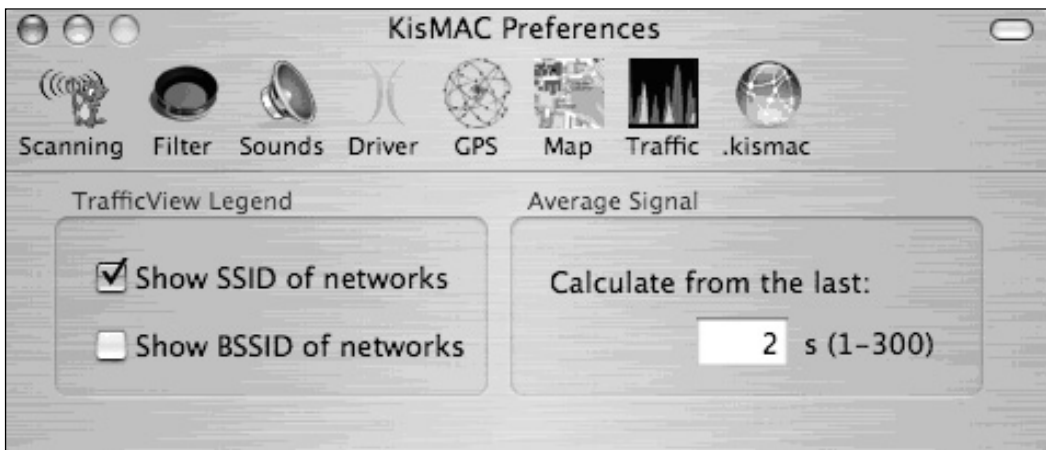 KisMAC Preferences
Scanning Filter Sounds Driver GPS Map Traffic .kismac
TrafficView Legend
Show SSID of networks
Show BSSID of networks
Average Signal
Calculate from the last:
2 s (1-300)